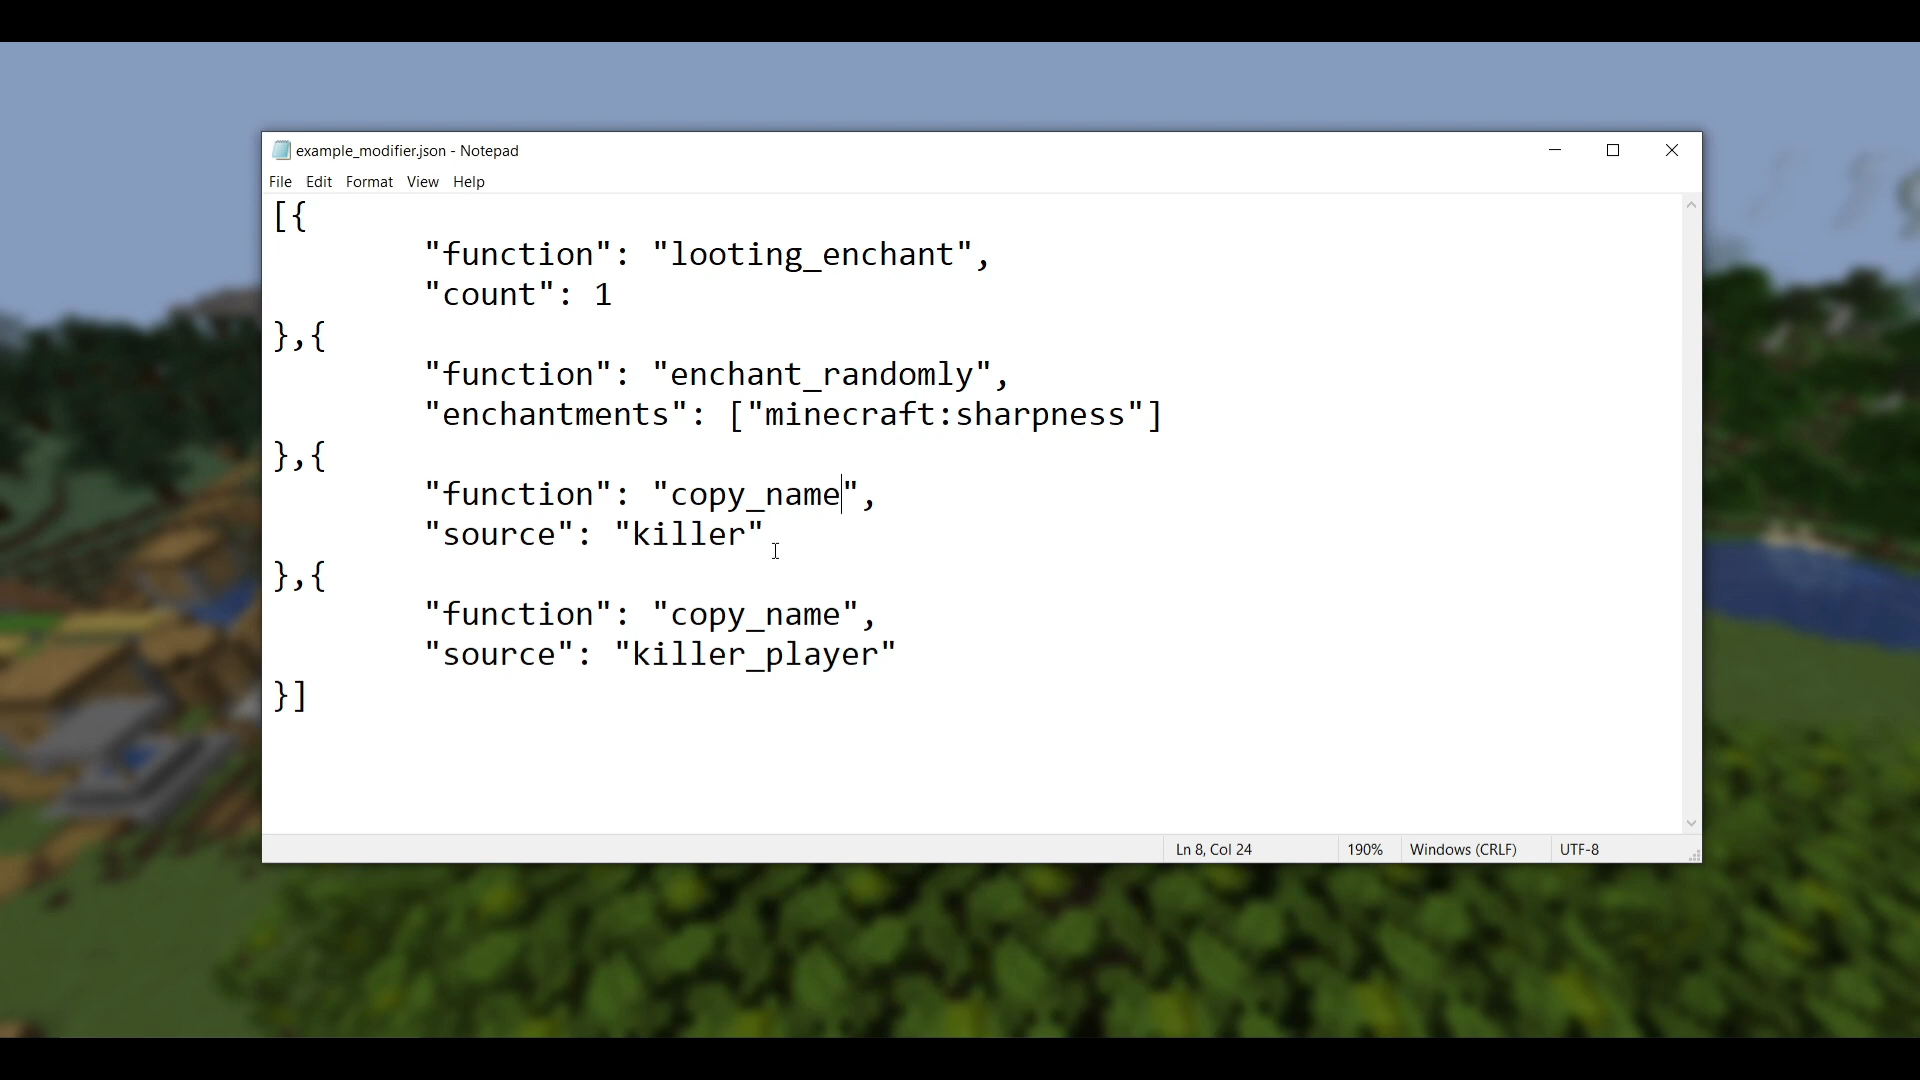 example_modifier.json - Notepad
File Edit Format View Help
[{
"function": "looting_enchant",
"count": 1
},{
"function": "enchant_randomly",
"enchantments": ["minecraft:sharpness"]
},{
"function": "copy_name",
"source": "killer"
},{
"function": "copy_name",
"source": "killer_player"
}]
Ln 8, Col 24 190% Windows (CRLF) UTF-8